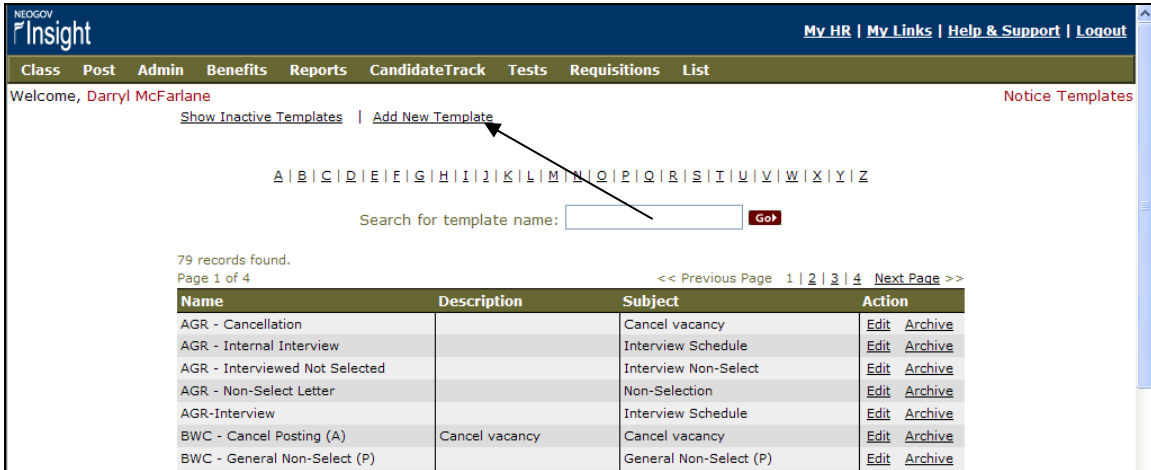 NEOGOV
Insight
My HR | My Links | Help & Support | Logout
Class Post Admin Benefits Reports CandidateTrack Tests Requisitions List
Welcome, Darryl McFarlane Notice Templates
Show Inactive Templates | Add New Template
A | B | C | D | E | F | G | H | I | J | K | L | M | N | O | P | Q | R | S | T | U | V | W | X | Y | Z
Search for template name: Go
79 records found.
Page 1 of 4 << Previous Page 1 | 2 | 3 | 4 Next Page >>
Name Description Subject Action
AGR - Cancellation Cancel vacancy Edit Archive
AGR - Internal Interview Interview Schedule Edit Archive
AGR - Interviewed Not Selected Interview Non-Select Edit Archive
AGR - Non-Select Letter Non-Selection Edit Archive
AGR-Interview Interview Schedule Edit Archive
BWC - Cancel Posting (A) Cancel vacancy Cancel vacancy Edit Archive
BWC - General Non-Select (P) General Non-Select (P) Edit Archive